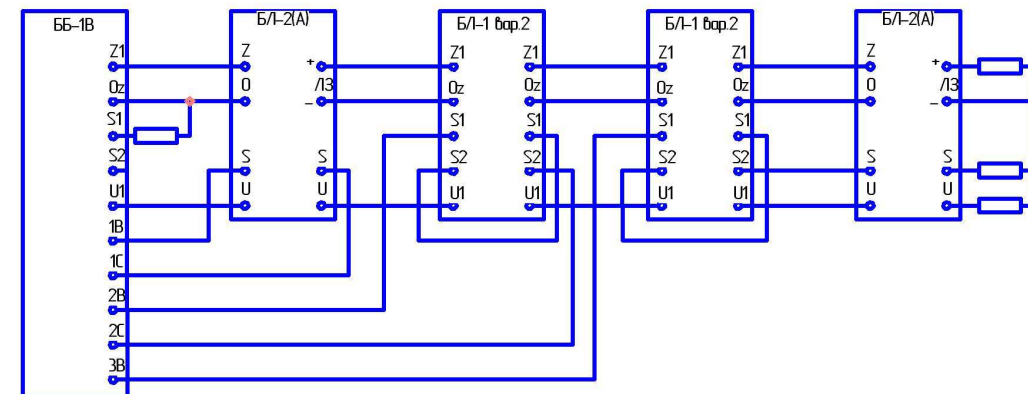 ББ–1В
Z1
0z
S1
S2
U1
1В
1С
2В
2С
3В
БЛ–2(А)
Z
0
S
U
+
ЛЗ
–
S
U
БЛ–1 вар.2
Z1
0z
S1
S2
U1
Z1
0z
S1
S2
U1
БЛ–1 вар.2
Z1
0z
S1
S2
U1
Z1
0z
S1
S2
U1
БЛ–2(А)
Z
0
S
U
+
ЛЗ
–
S
U